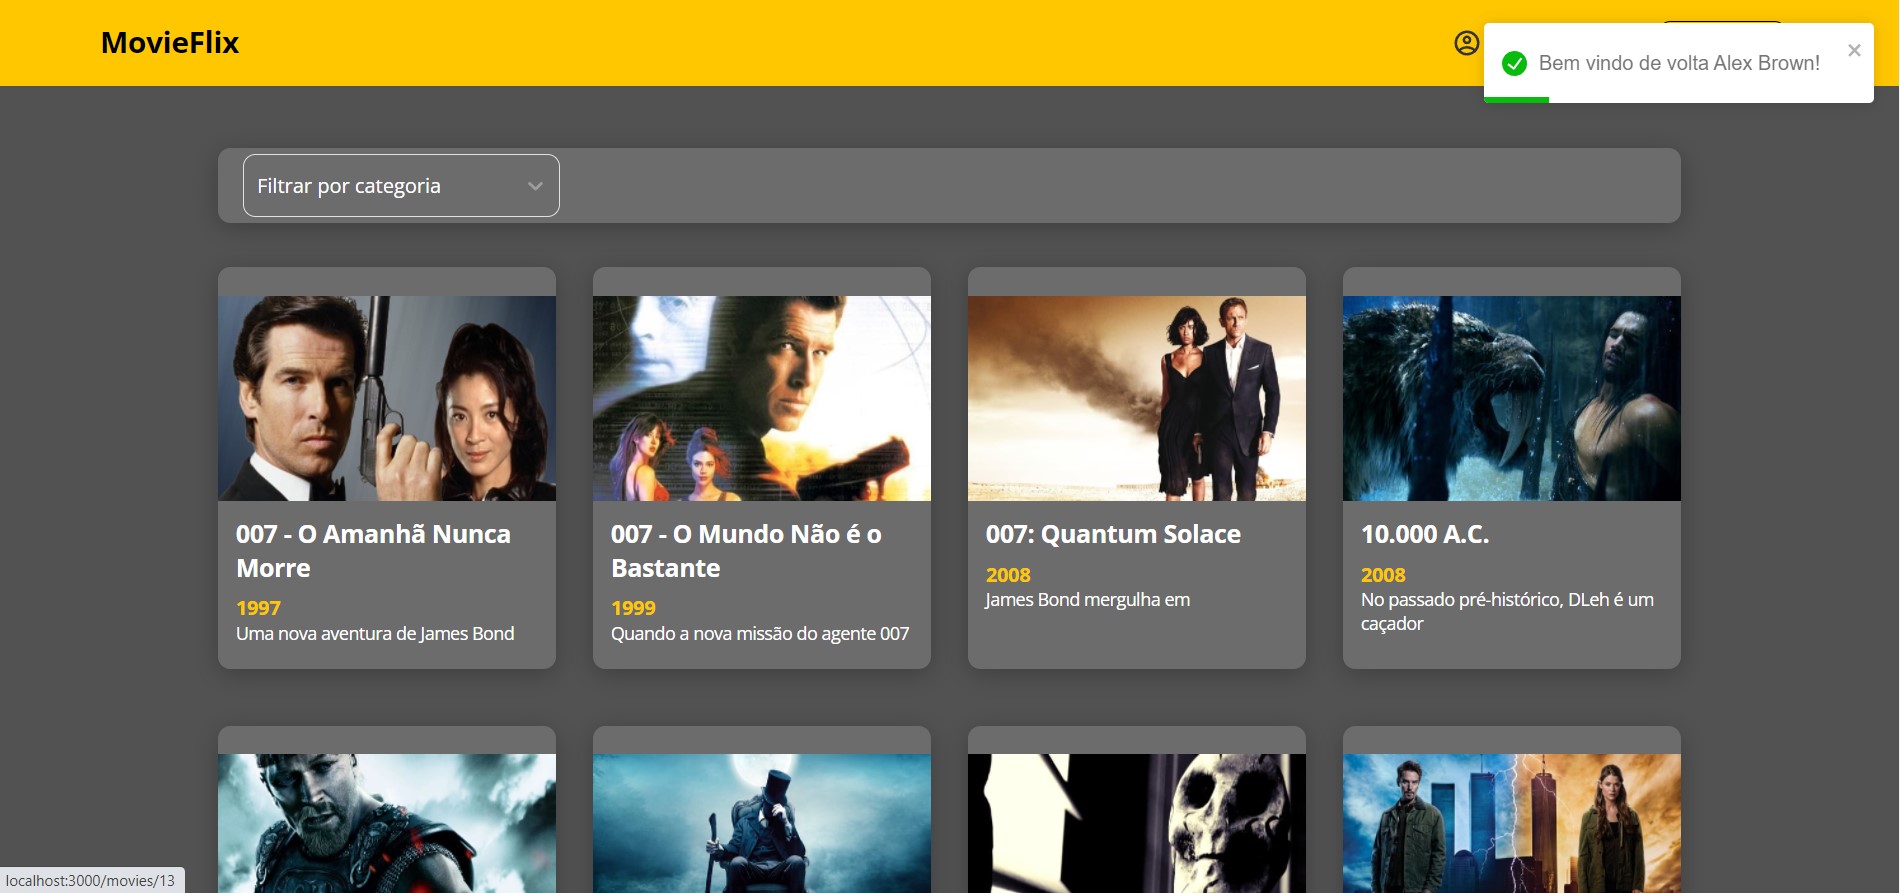 MovieFlix
Bem vindo de volta Alex Brown!
Filtrar por categoria
007 - O Amanhã Nunca
Morre
1997
Uma nova aventura de James Bond
007 - O Mundo Não é o
Bastante
1999
Quando a nova missão do agente 007
007: Quantum Solace
2008
James Bond mergulha em
10.000 A.C.
2008
No passado pré-histórico, DLeh é um
caçador
localhost:3000/movies/13